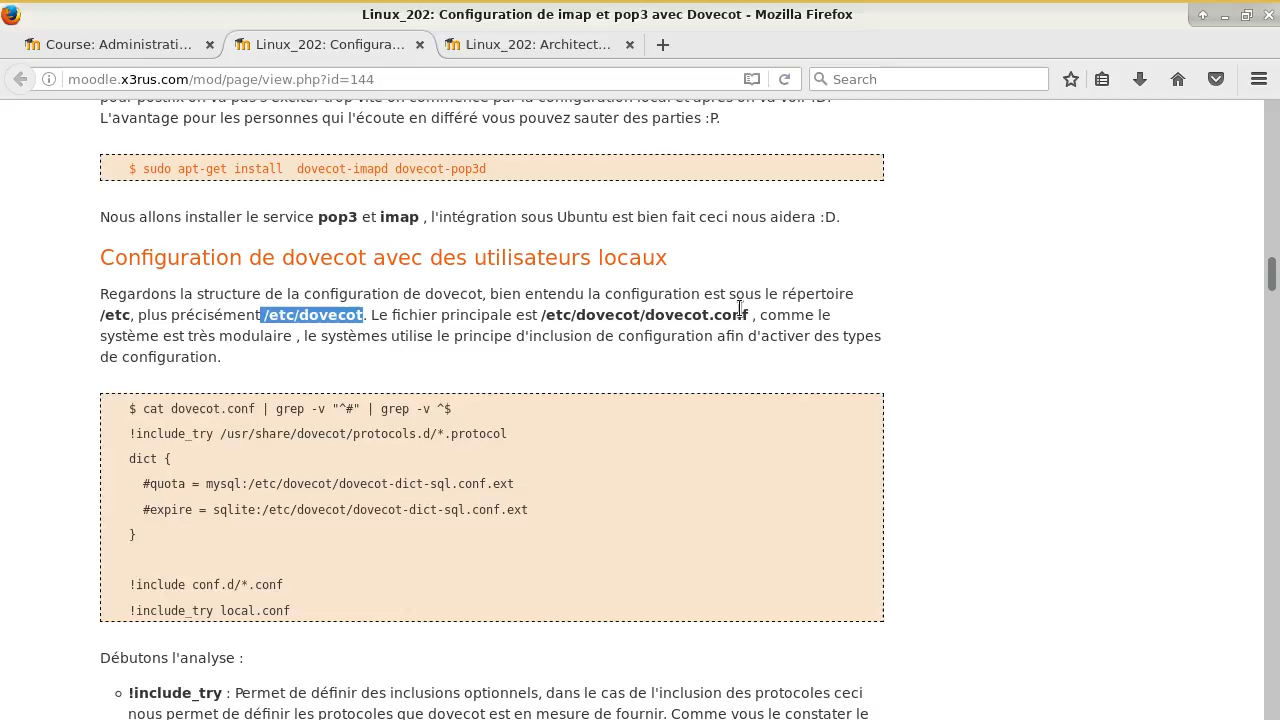 Linux_202: Configuration de imap et pop3 avec Dovecot - Mozilla Firefox
Course: Administrati...
Linux_202: Configura...
Linux_202: Architect...
moodle.x3rus.com/mod/page/view.php?id=144
Search
L'avantage pour les personnes qui l'écoute en différé vous pouvez sauter des parties :P.
$ sudo apt-get install  dovecot-imapd dovecot-pop3d
Nous allons installer le service pop3 et imap , l'intégration sous Ubuntu est bien fait ceci nous aidera :D.
Configuration de dovecot avec des utilisateurs locaux
Regardons la structure de la configuration de dovecot, bien entendu la configuration est sous le répertoire
/etc, plus précisément /etc/dovecot. Le fichier principale est /etc/dovecot/dovecot.conf , comme le
système est très modulaire , le systèmes utilise le principe d'inclusion de configuration afin d'activer des types
de configuration.
$ cat dovecot.conf | grep -v "^#" | grep -v ^$
!include_try /usr/share/dovecot/protocols.d/*.protocol
dict {
#quota = mysql:/etc/dovecot/dovecot-dict-sql.conf.ext
#expire = sqlite:/etc/dovecot/dovecot-dict-sql.conf.ext
}
!include conf.d/*.conf
!include_try local.conf
Débutons l'analyse :
!include_try : Permet de définir des inclusions optionnels, dans le cas de l'inclusion des protocoles ceci
nous permet de définir les protocoles que dovecot est en mesure de fournir. Comme vous le constater le